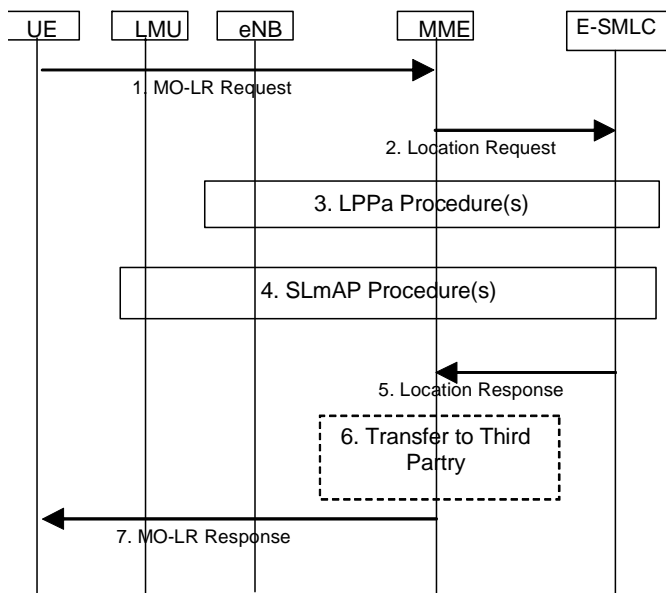 UE LMU eNB MME E-SMLC
1. MO-LR Request
2. Location Request
3. LPPa Procedure(s)
4. SLmAP Procedure(s)
5. Location Response
6. Transfer to Third
Partry
7. MO-LR Response